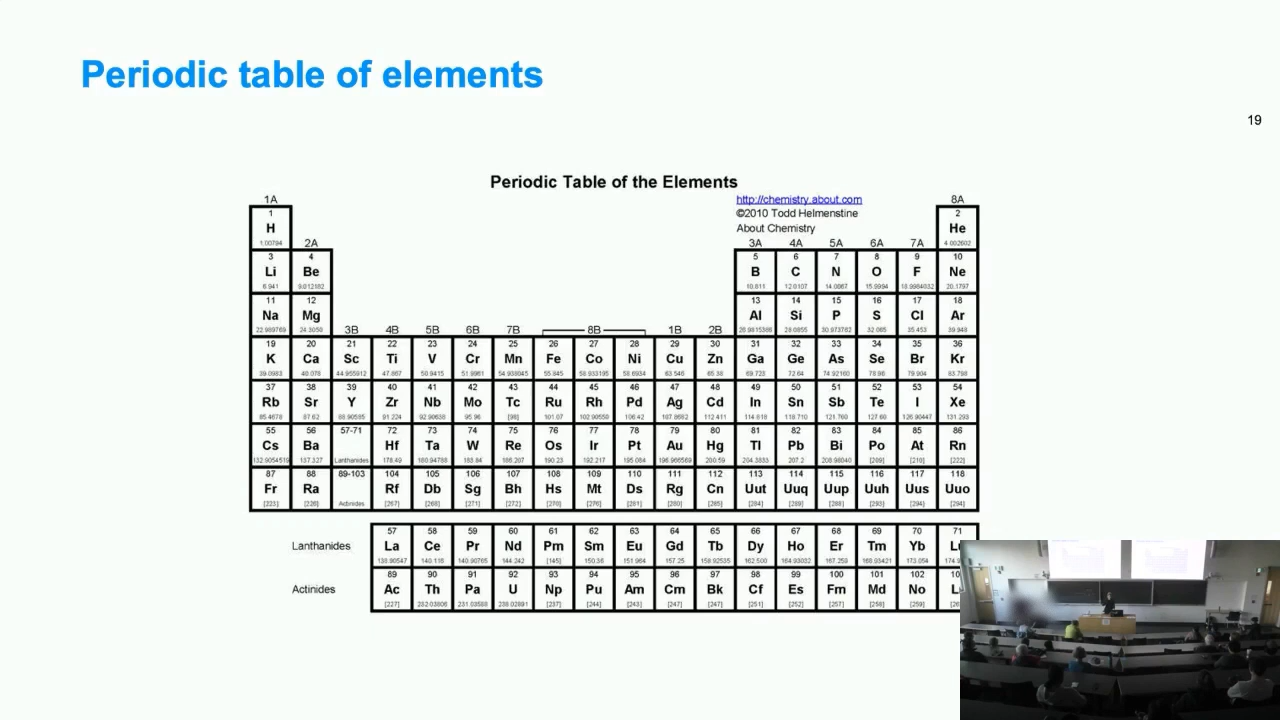 Periodic table of elements
19
Periodic Table of the Elements
1A http://chemistry.about.com 8A
1 ©2010 Todd Helmenstine 2
H About Chemistry He
1.00794 2A 3A 4A 5A 6A 7A 4.002602
3 4 5 6 7 8 9 10
Li Be B C N O F Ne
6.941 9.012182 10.811 12.0107 14.0067 15.9994 18.9984032 20.1797
11 12 13 14 15 16 17 18
Na Mg Al Si P S Cl Ar
22.989769 24.3050 3B 4B 5B 6B 7B 8B 1B 2B 26.9815386 28.0855 30.973762 32.065 35.453 39.948
19 20 21 22 23 24 25 26 27 28 29 30 31 32 33 34 35 36
K Ca Sc Ti V Cr Mn Fe Co Ni Cu Zn Ga Ge As Se Br Kr
39.0983 40.078 44.955912 47.867 50.9415 51.9961 54.938045 55.845 58.933195 58.6934 63.546 65.38 69.723 72.64 74.92160 78.96 79.904 83.798
37 38 39 40 41 42 43 44 45 46 47 48 49 50 51 52 53 54
Rb Sr Y Zr Nb Mo Tc Ru Rh Pd Ag Cd In Sn Sb Te I Xe
85.4678 87.62 88.90585 91.224 92.90638 95.96 [98] 101.07 102.90550 106.42 107.8682 112.411 114.818 118.710 121.760 127.60 126.90447 131.293
55 56 57-71 72 73 74 75 76 77 78 79 80 81 82 83 84 85 86
Cs Ba Hf Ta W Re Os Ir Pt Au Hg Tl Pb Bi Po At Rn
132.9054519 137.327 Lanthanides 178.49 180.94788 183.84 186.207 190.23 192.217 195.084 196.966569 200.59 204.3833 207.2 208.98040 [209] [210] [222]
87 88 89-103 104 105 106 107 108 109 110 111 112 113 114 115 116 117 118
Fr Ra Rf Db Sg Bh Hs Mt Ds Rg Cn Uut Uuq Uup Uuh Uus Uuo
[223] [226] Actinides [267] [268] [271] [272] [270] [276] [281] [280] [285] [284] [289] [288] [293] [294] [294]
57 58 59 60 61 62 63 64 65 66 67 68 69 70 71
Lanthanides La Ce Pr Nd Pm Sm Eu Gd Tb Dy Ho Er Tm Yb
138.90547 140.116 140.90765 144.242 [145] 150.36 151.964 157.25 158.92535 162.500 164.93032 167.259 168.93421 173.054
89 90 91 92 93 94 95 96 97 98 99 100 101 102
Actinides Ac Th Pa U Np Pu Am Cm Bk Cf Es Fm Md No
[227] 232.03806 231.03588 238.02891 [237] [244] [243] [247] [247] [251] [252] [257] [258] [259]